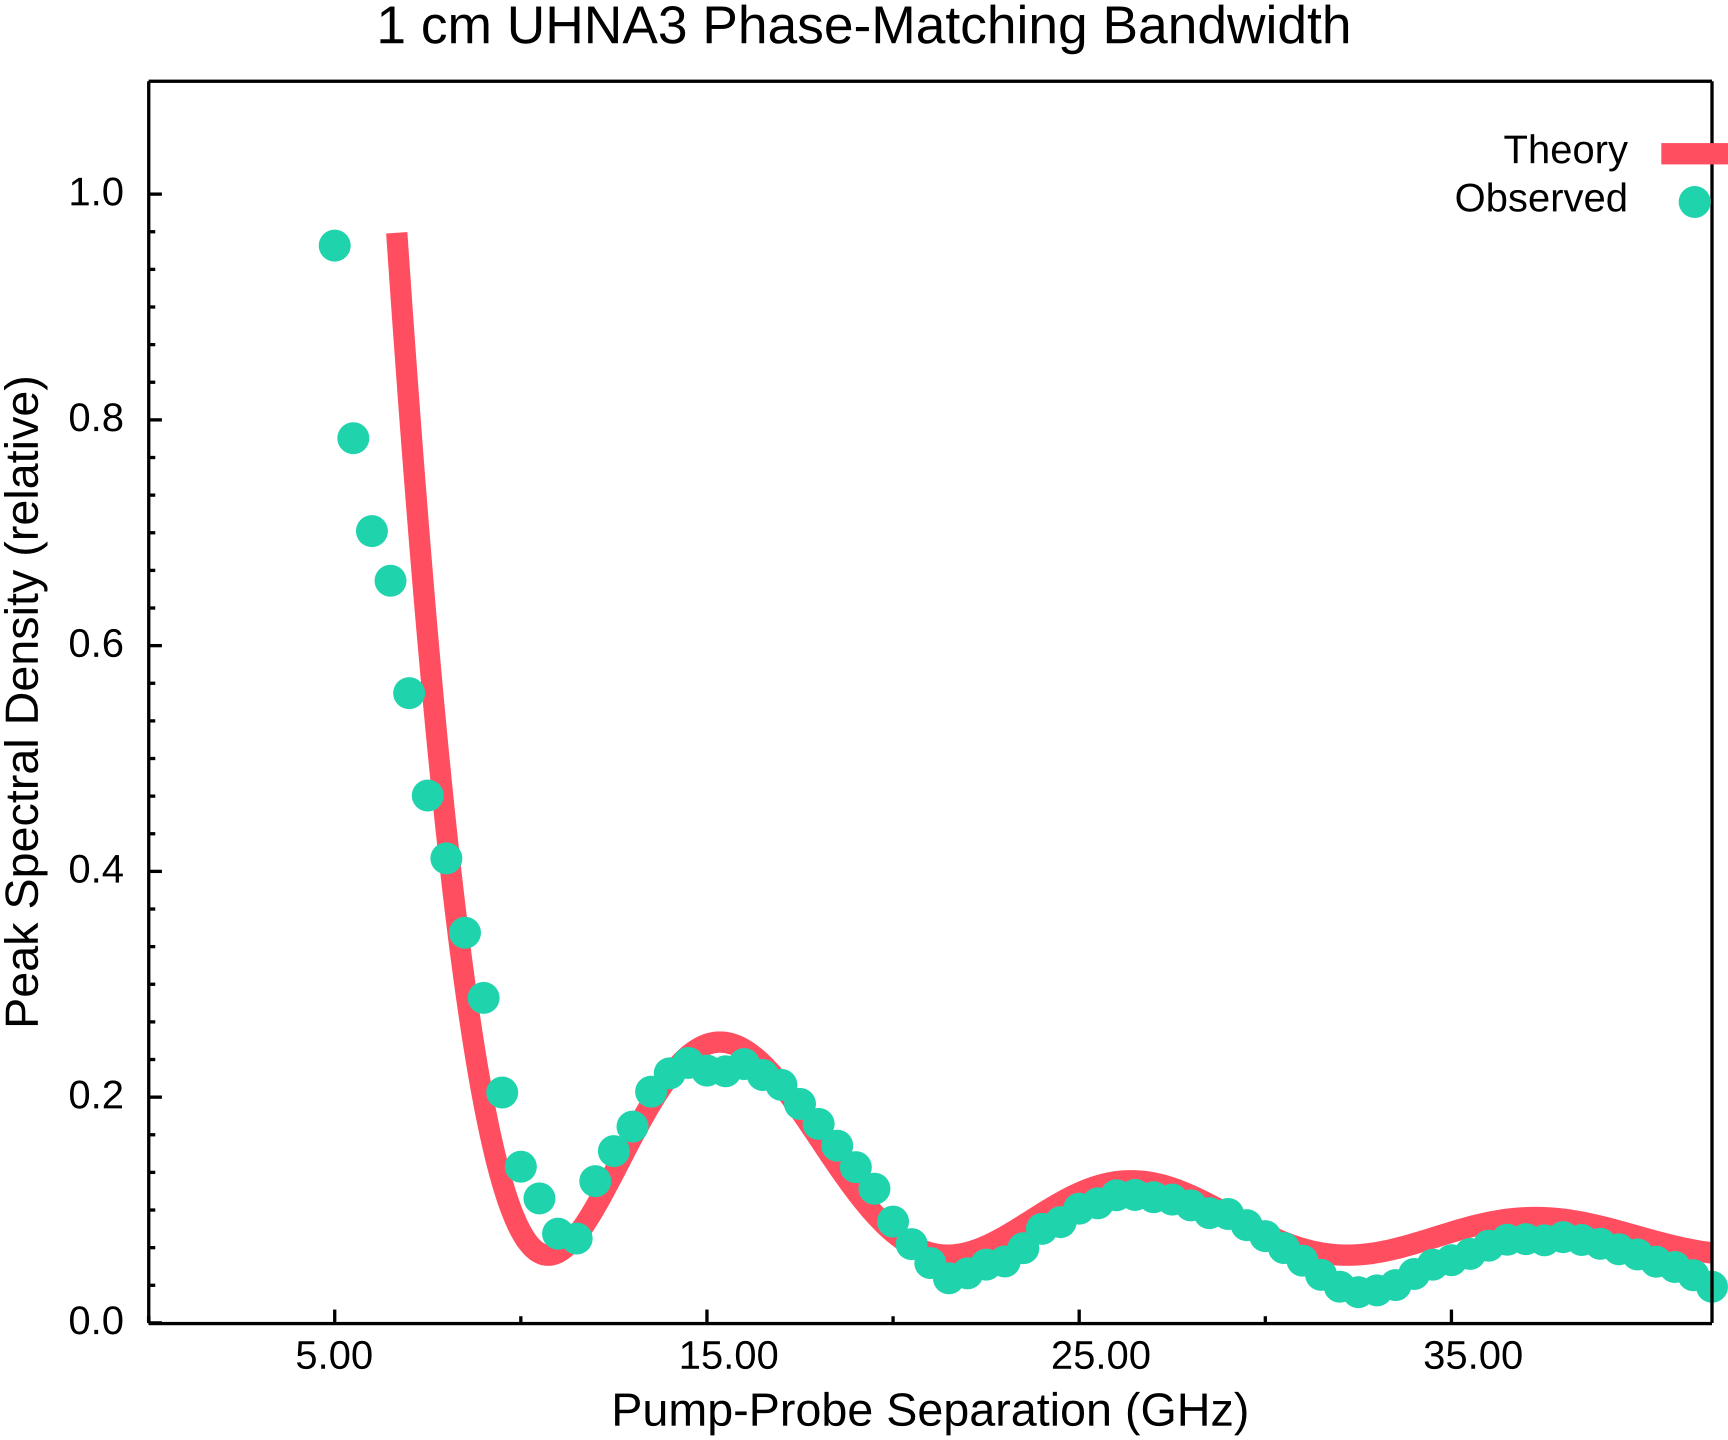 1 cm UHNA3 Phase-Matching Bandwidth
Theory
Observed
1.0
0.8
0.6
0.4
0.2
0.0
Peak Spectral Density (relative)
5.00
15.00
25.00
35.00
Pump-Probe Separation (GHz)